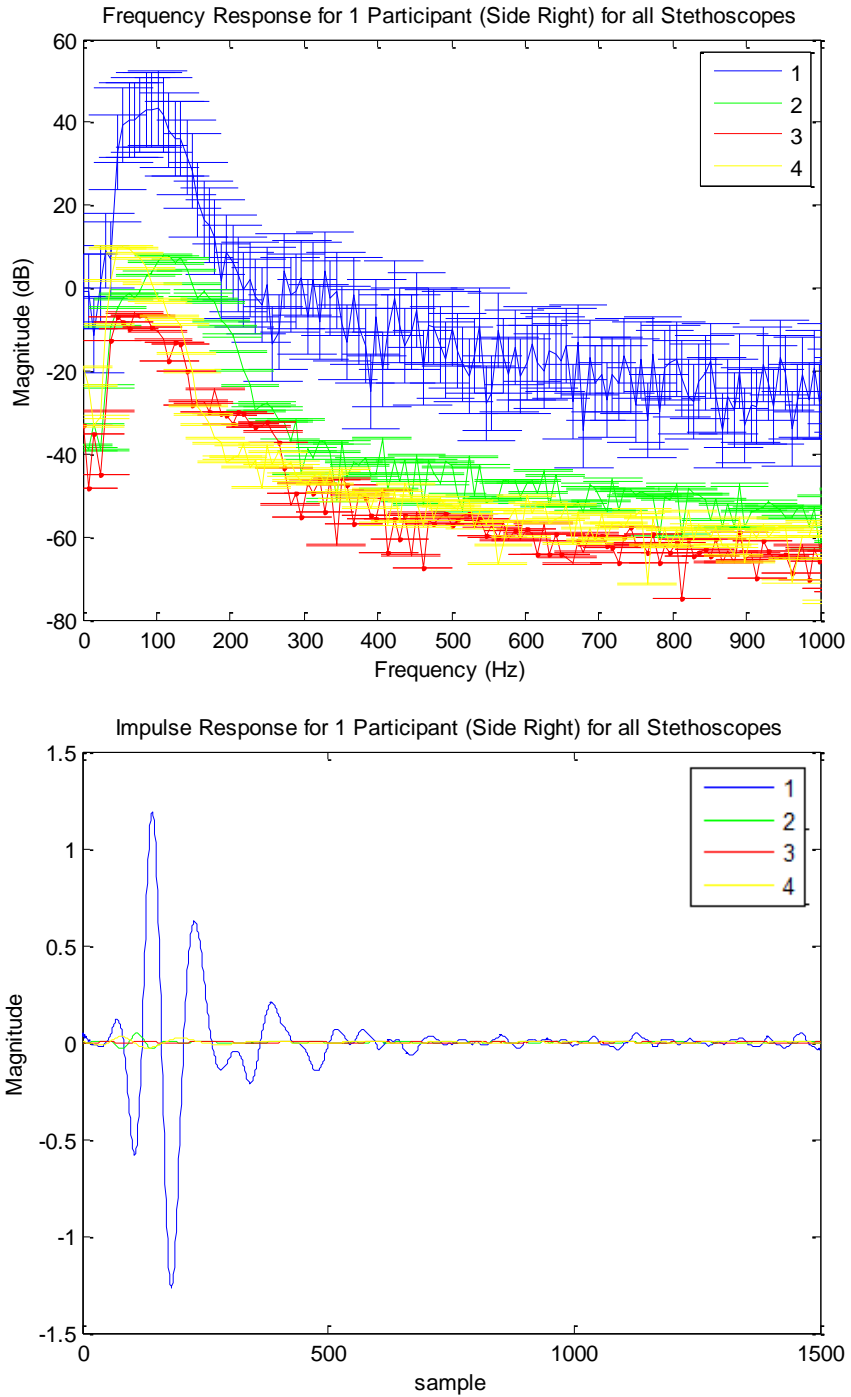 Frequency Response for 1 Participant (Side Right) for all Stethoscopes
60
40
20
0
-20
-40
-60
-80
Magnitude (dB)
1
2
3
4
0 100 200 300 400 500 600 700 800 900 1000
Frequency (Hz)
Impulse Response for 1 Participant (Side Right) for all Stethoscopes
1.5
1
0.5
0
-0.5
-1
-1.5
Magnitude
1
2
3
4
0 500 1000 1500
sample